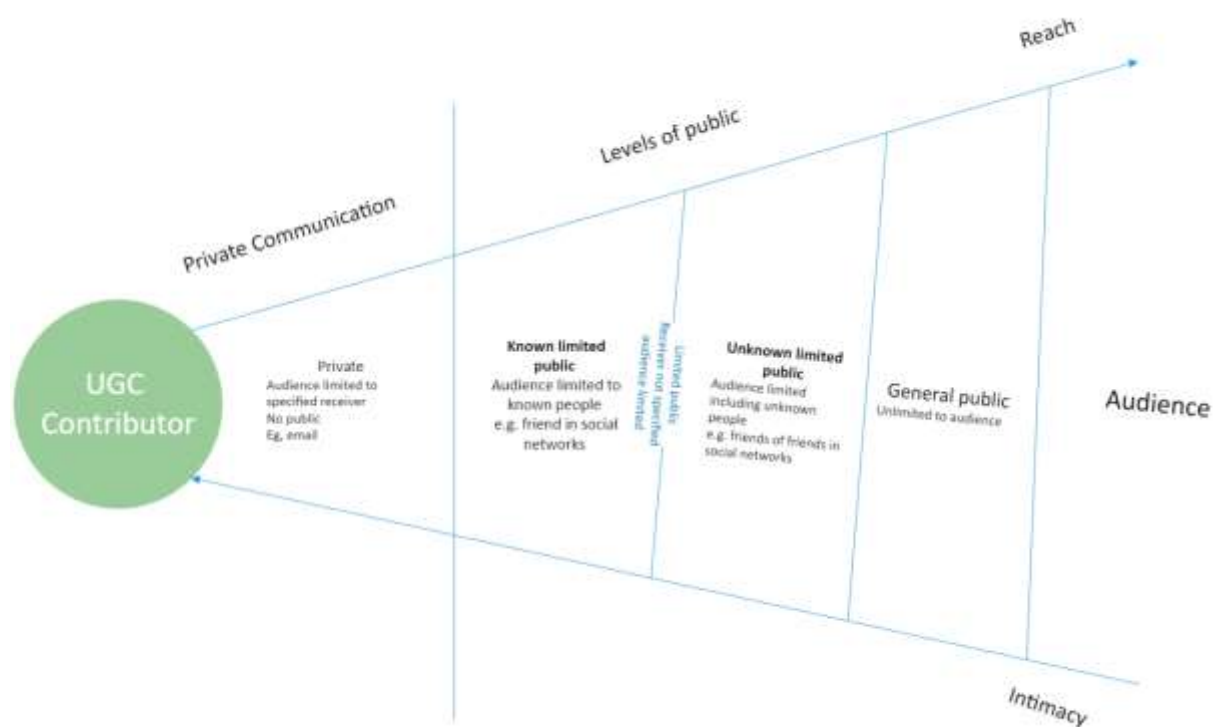 Reach
Levels of public
Private Communication
UGC
Contributor
Private
Audience limited to
specified receiver
No public
Eg, email
Known limited
public
Audience limited to
known people
e.g. friend in social
networks
Limited public
Receiver not specified
audience limited
Unknown limited
public
Audience limited
including unknown
people
e.g. friends of friends in
social networks
General public
Unlimited to audience
Audience
Intimacy